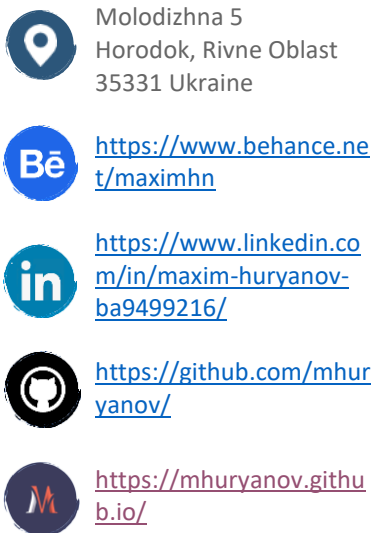 Molodizhna 5
Horodok, Rivne Oblast
35331 Ukraine
Bē
https://www.behance.ne
t/maximhn
https://www.linkedin.co
in
m/in/maxim-huryanov-
ba9499216/
https://github.com/mhur
yanov/
https://mhuryanov.githu
M
b.io/